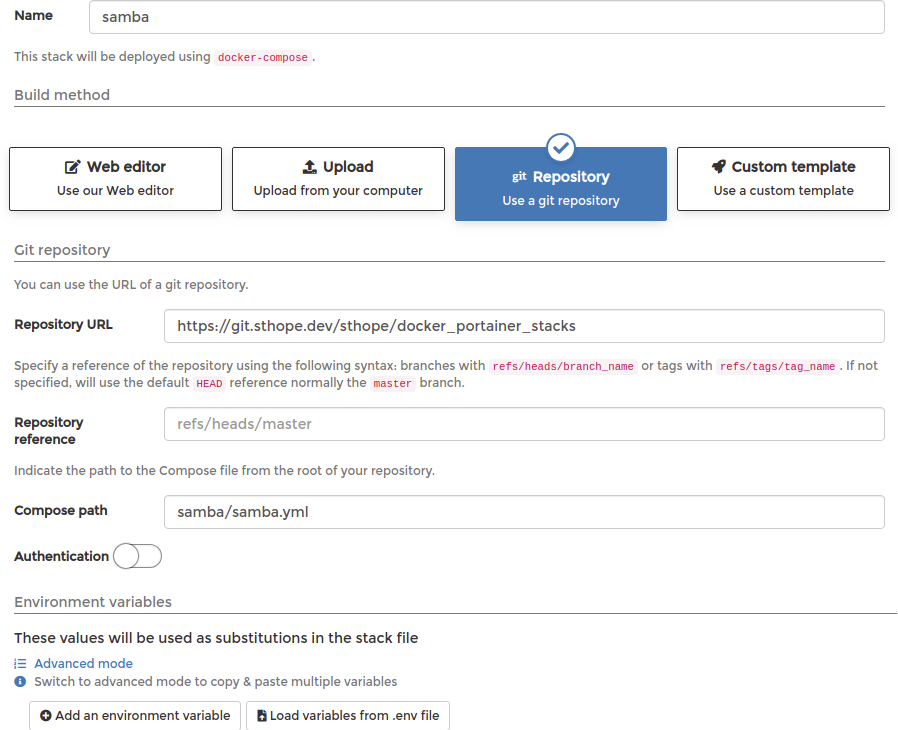 Name samba
This stack will be deployed using docker-compose .
Build method
Web editor
Use our Web editor
Upload
Upload from your computer
git Repository
Use a git repository
Custom template
Use a custom template
Git repository
You can use the URL of a git repository.
Repository URL https://git.sthope.dev/sthope/docker_portainer_stacks
Specify a reference of the repository using the following syntax: branches with refs/heads/branch_name or tags with refs/tags/tag_name . If not
specified, will use the default HEAD reference normally the master branch.
Repository
reference
refs/heads/master
Indicate the path to the Compose file from the root of your repository.
Compose path samba/samba.yml
Authentication
Environment variables
These values will be used as substitutions in the stack file
Advanced mode
Switch to advanced mode to copy & paste multiple variables
Add an environment variable Load variables from .env file